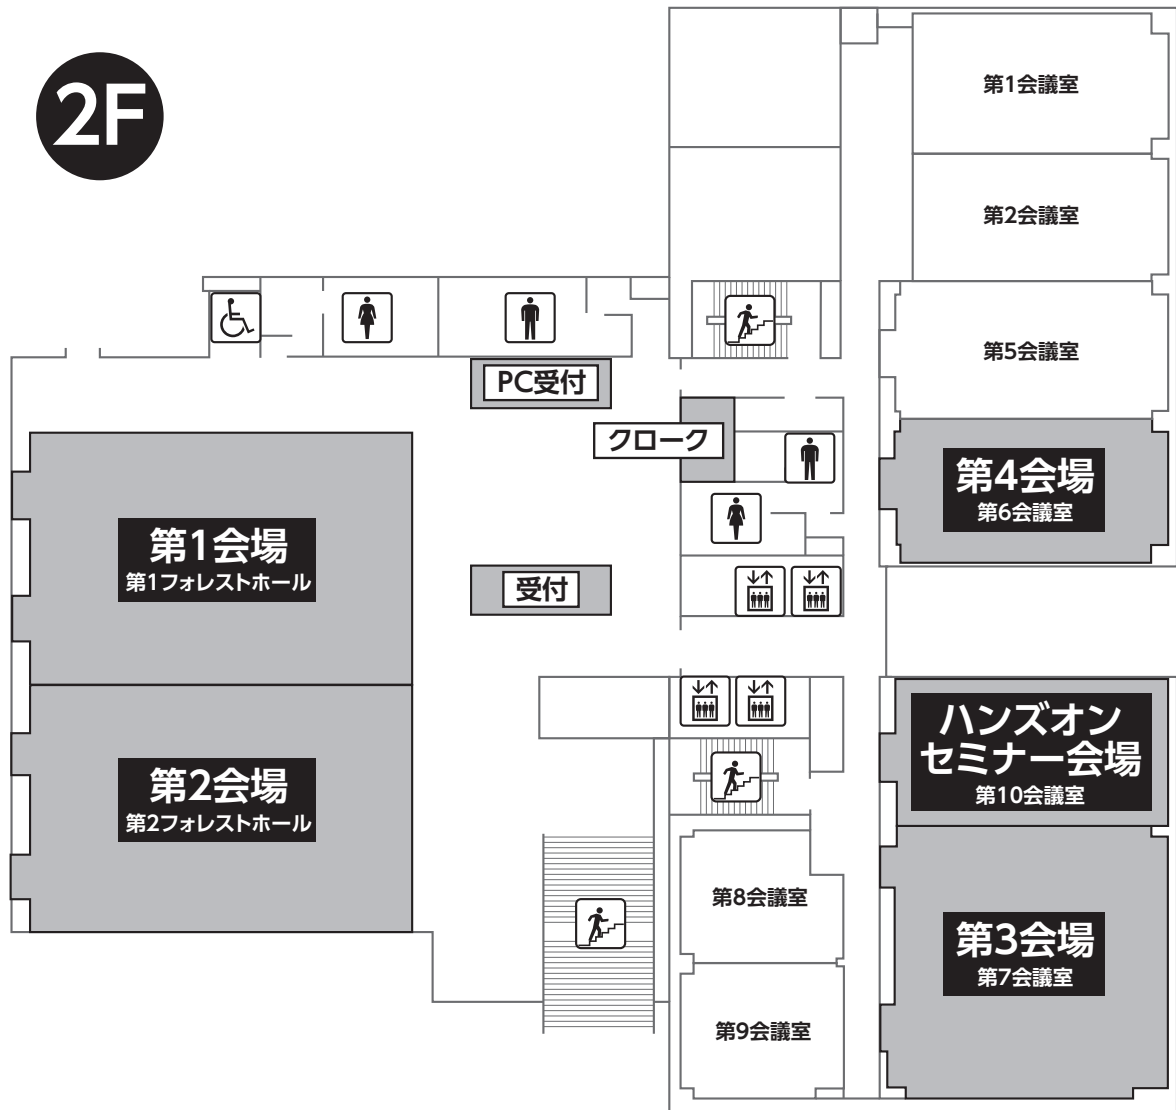 2F
第1会議室
第2会議室
第5会議室
PC受付
クローク
第4会場
第6会議室
第1会場
第1フォレストホール
受付
ハンズオン
セミナー会場
第10会議室
第2会場
第2フォレストホール
第8会議室
第3会場
第7会議室
第9会議室